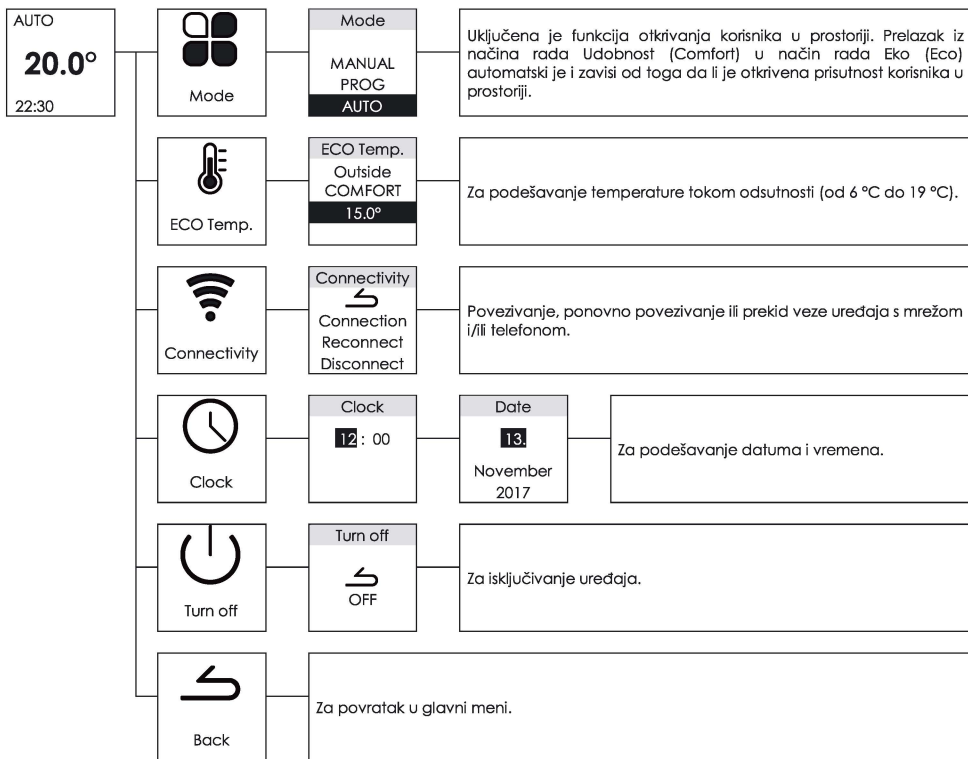 AUTO
20.0°
22:30
Mode
Mode
MANUAL
PROG
AUTO
Uključena je funkcija otkrivanja korisnika u prostoriji. Prelazak iz
načina rada Udobnost (Comfort) u način rada Eko (Eco)
automatski je i zavisi od toga da li je otkrivena prisutnost korisnika u
prostoriji.
ECO Temp.
ECO Temp.
Outside
COMFORT
15.0°
Za podešavanje temperature tokom odsutnosti (od 6 °C do 19 °C).
Connectivity
Connectivity
Connection
Reconnect
Disconnect
Povezivanje, ponovno povezivanje ili prekid veze uređaja s mrežom
i/ili telefonom.
Clock
Clock
12 : 00
Date
13.
November
2017
Za podešavanje datuma i vremena.
Turn off
Turn off
OFF
Za isključivanje uređaja.
Back
Za povratak u glavni meni.